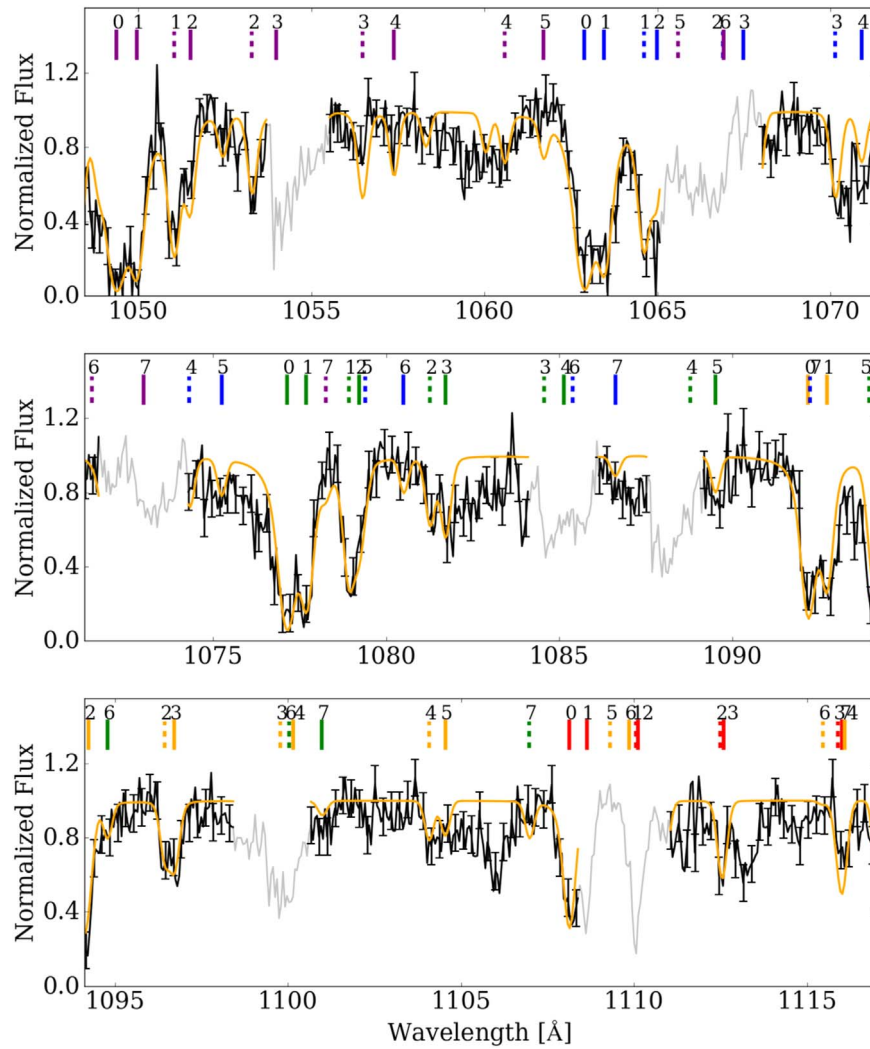 0 1 1 2 2 3 3 4 4 5 0 1 1 2 5 2 6 3 3 4
1.2
0.8
0.4
0.0
Normalized Flux
1050 1055 1060 1065 1070
6 7 4 5 0 1 7 1 2 5 6 2 3 3 4 6 7 4 5 0 7 1 5
1.2
0.8
0.4
0.0
Normalized Flux
1075 1080 1085 1090
2 6 2 3 3 6 4 7 4 5 7 0 1 5 6 1 2 2 3 6 3 7 4
1.2
0.8
0.4
0.0
Normalized Flux
1095 1100 1105 1110 1115
Wavelength [Å]